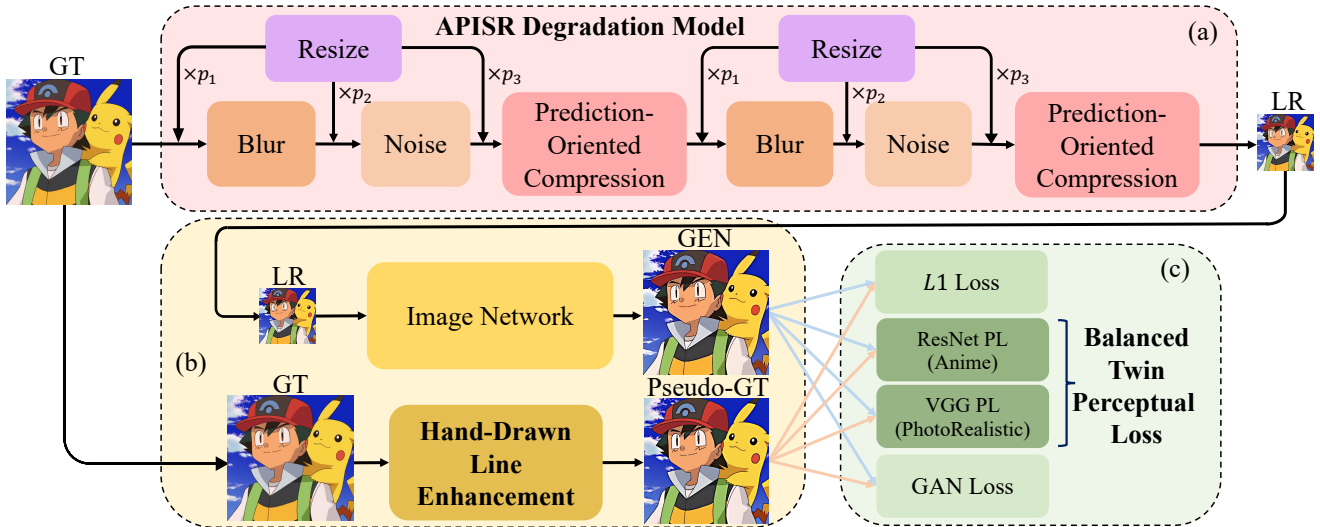 APISR Degradation Model
(a)
GT
Resize
×p₁
×p₂
×p₃
Blur
Noise
Prediction-
Oriented
Compression
Resize
×p₁
×p₂
×p₃
Blur
Noise
Prediction-
Oriented
Compression
LR
(b)
LR
Image Network
GEN
GT
Hand-Drawn
Line
Enhancement
Pseudo-GT
(c)
L1 Loss
ResNet PL
(Anime)
VGG PL
(PhotoRealistic)
GAN Loss
Balanced
Twin
Perceptual
Loss